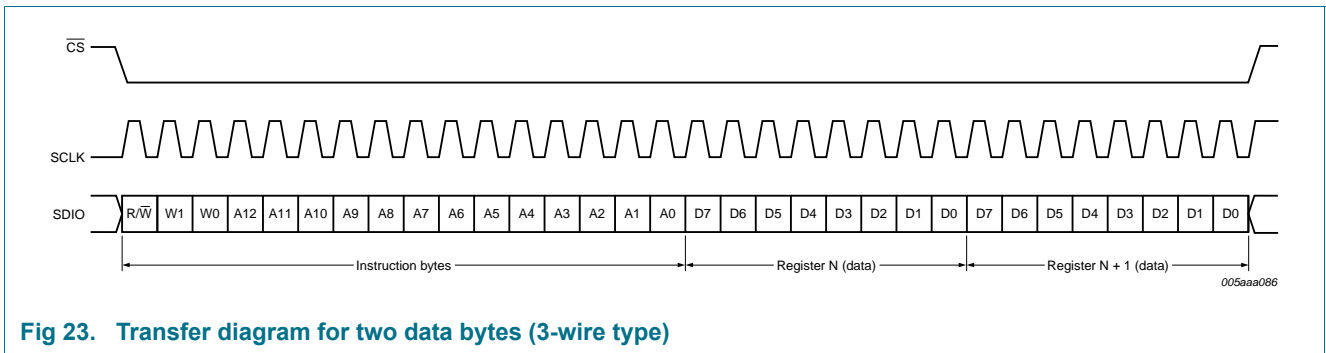 CS
SCLK
SDIO R/W W1 W0 A12 A11 A10 A9 A8 A7 A6 A5 A4 A3 A2 A1 A0 D7 D6 D5 D4 D3 D2 D1 D0 D7 D6 D5 D4 D3 D2 D1 D0
Instruction bytes Register N (data) Register N + 1 (data)
005aaa086
Fig 23. Transfer diagram for two data bytes (3-wire type)